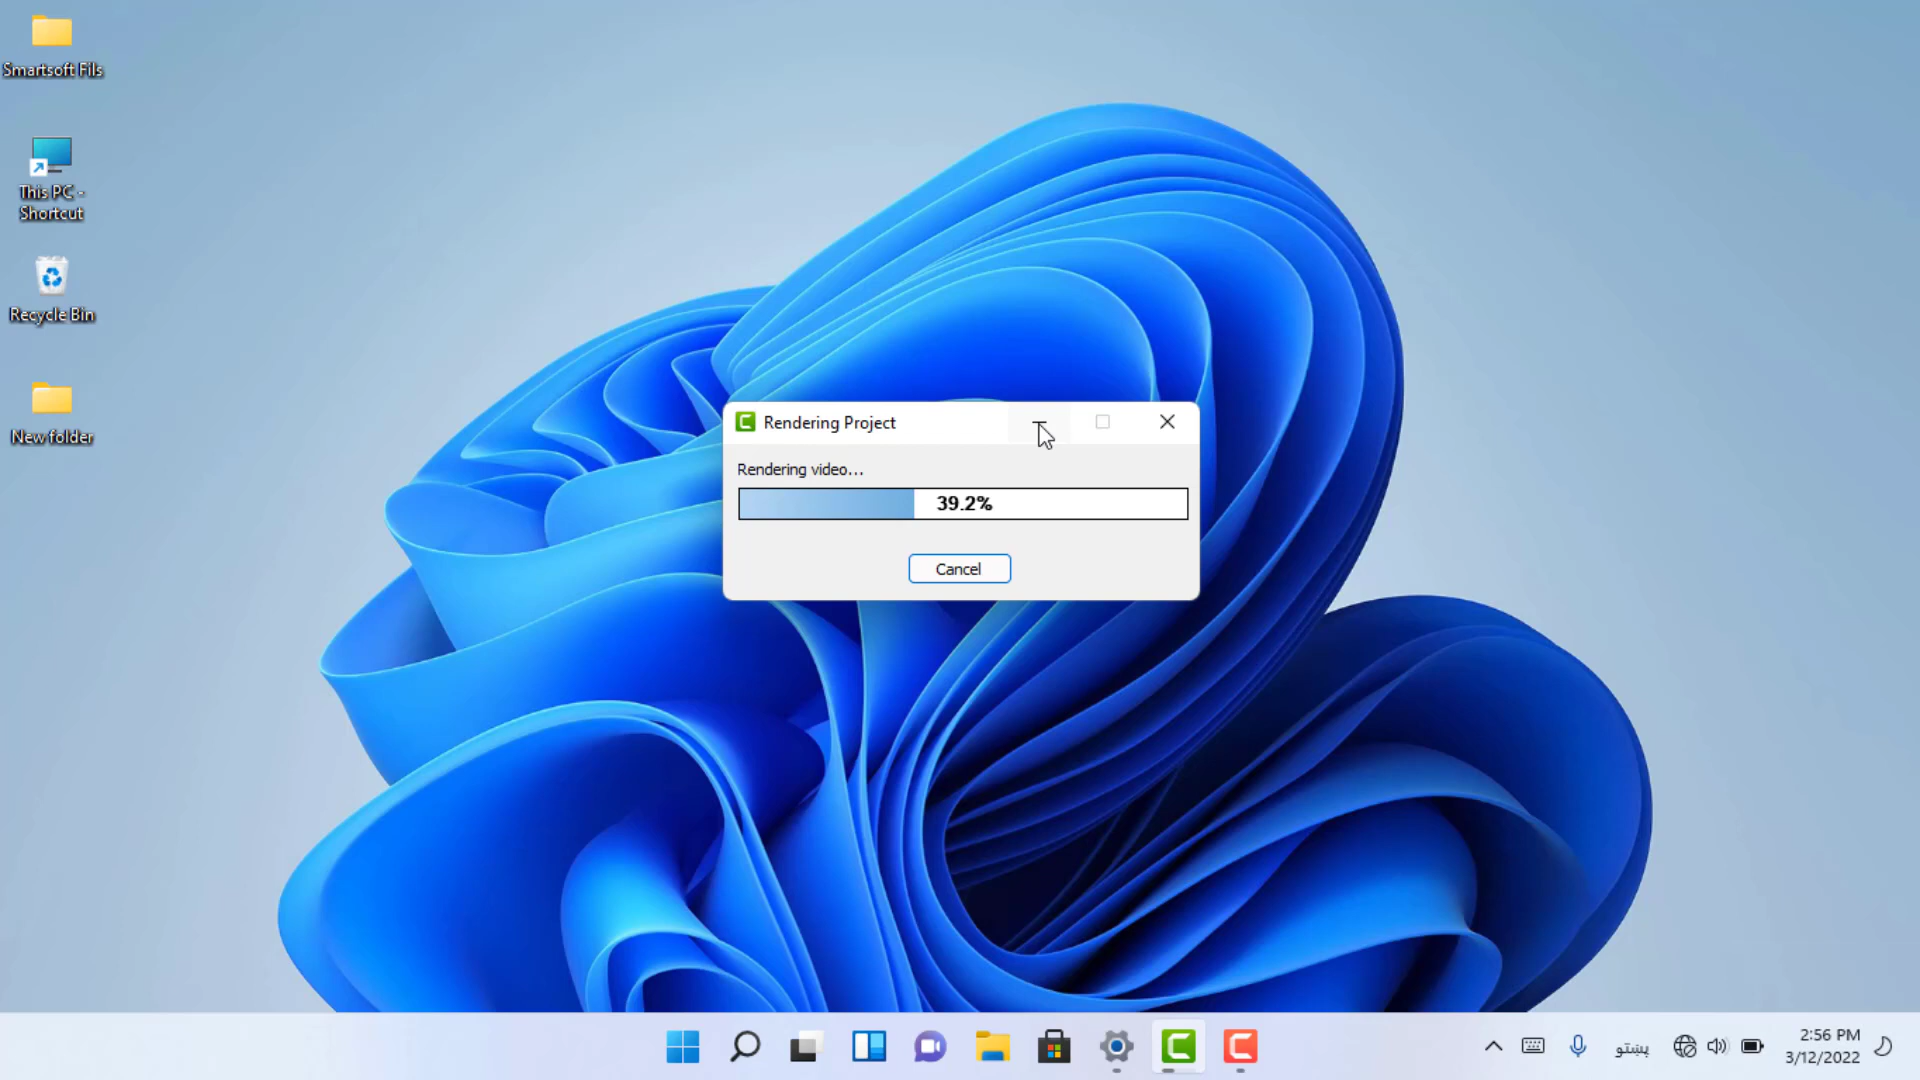 Smartsoft Fils
This PC -
Shortcut
Recycle Bin
New folder
Rendering Project
Rendering video...
39.2%
Cancel
پښتو
2:56 PM
3/12/2022